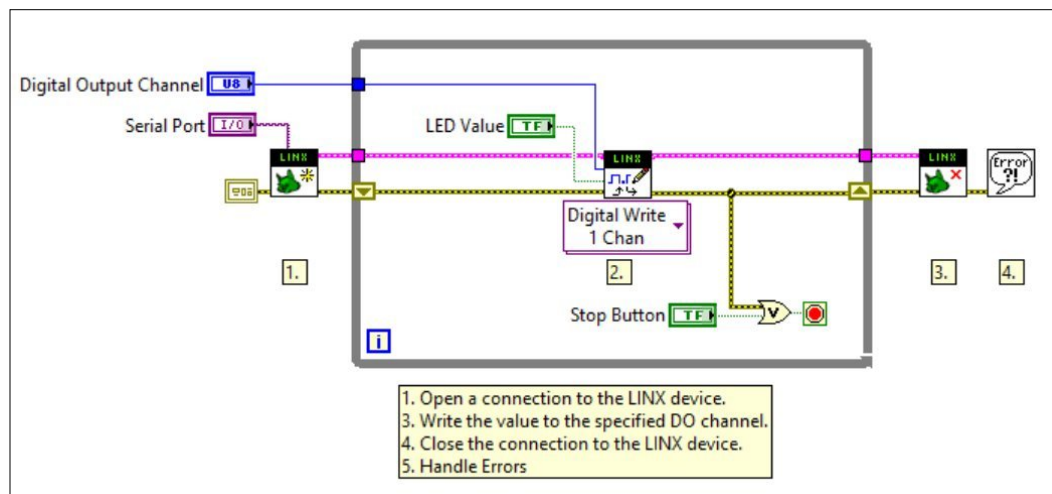 Digital Output Channel U8
Serial Port I/O
LED Value TF
LINX
LINX
LINX
Error
?!
Digital Write
1 Chan
1.
2.
3.
4.
Stop Button TF
V
i
1. Open a connection to the LINX device.
3. Write the value to the specified DO channel.
4. Close the connection to the LINX device.
5. Handle Errors